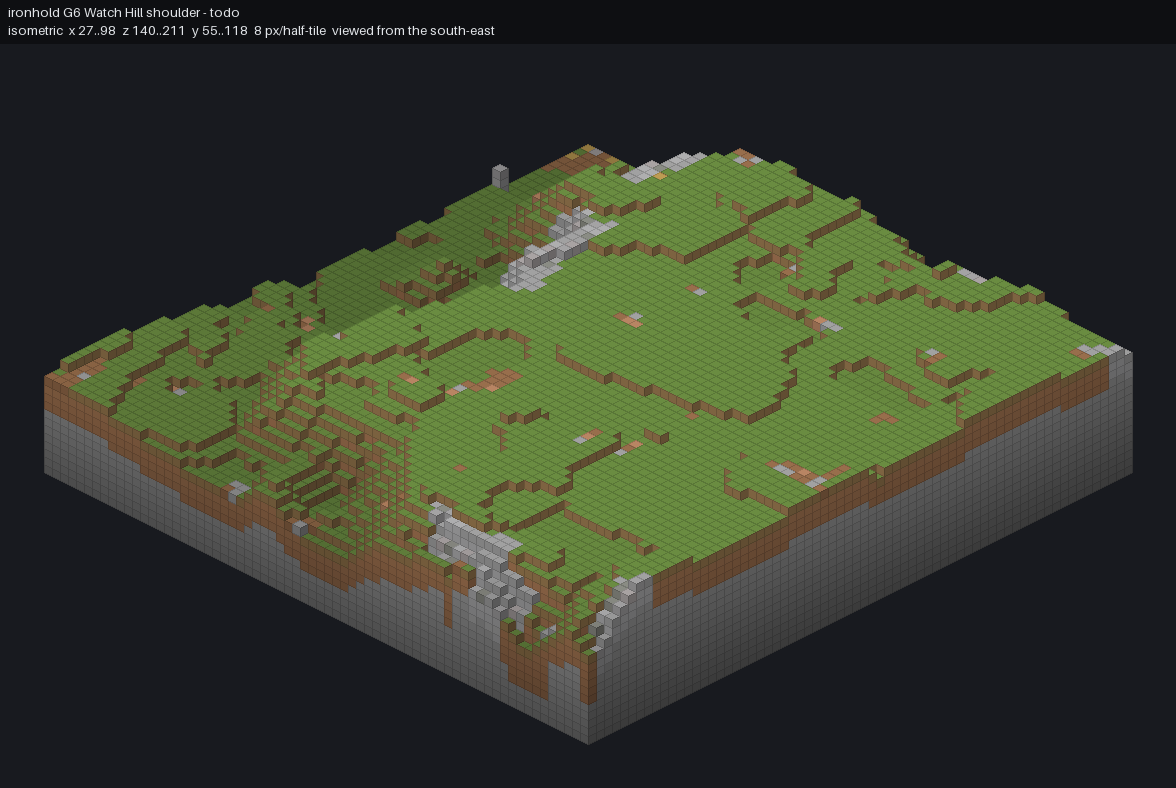 ironhold G6 Watch Hill shoulder - todo
isometric  x 27..98  z 140..211  y 55..118  8 px/half-tile  viewed from the south-east